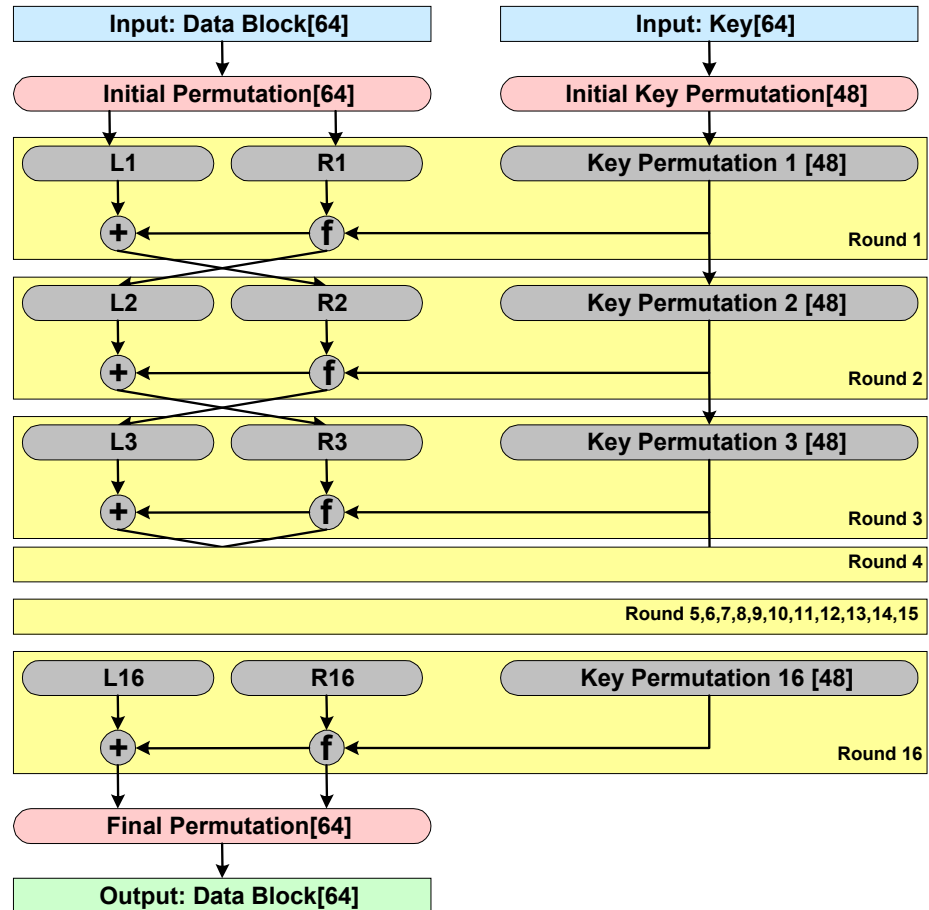 Input: Data Block[64]
Input: Key[64]
Initial Permutation[64]
Initial Key Permutation[48]
L1
R1
Key Permutation 1 [48]
+
f
Round 1
L2
R2
Key Permutation 2 [48]
+
f
Round 2
L3
R3
Key Permutation 3 [48]
+
f
Round 3
Round 4
Round 5,6,7,8,9,10,11,12,13,14,15
L16
R16
Key Permutation 16 [48]
+
f
Round 16
Final Permutation[64]
Output: Data Block[64]